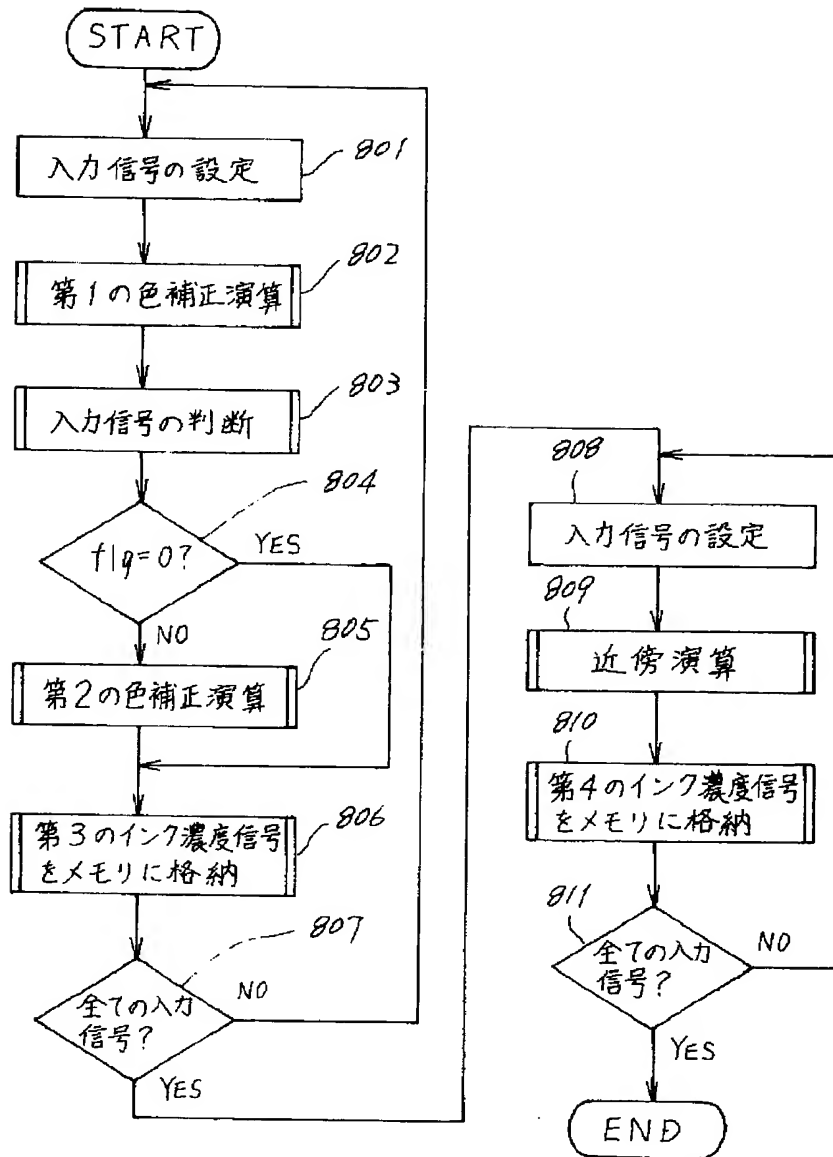 START
入力信号の設定
801
第1の色補正演算
802
入力信号の判断
803
flg=0?
804
YES
NO
第2の色補正演算
805
第3のインク濃度信号
をメモリに格納
806
全ての入力
信号?
807
NO
YES
808
入力信号の設定
809
近傍演算
810
第4のインク濃度信号
をメモリに格納
811
全ての入力
信号?
NO
YES
END